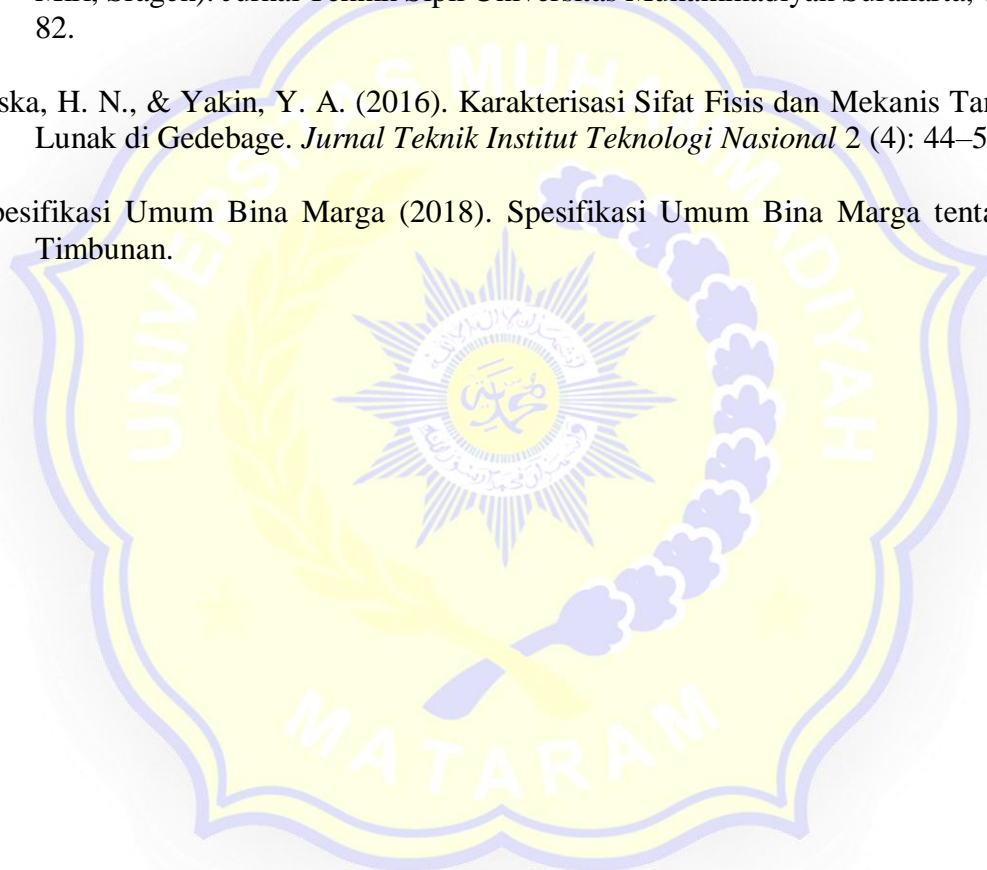 82.
ska, H. N., & Yakin, Y. A. (2016). Karakterisasi Sifat Fisis dan Mekanis Tan
Lunak di Gedebage. Jurnal Teknik Institut Teknologi Nasional 2 (4): 44–5
pesifikasi Umum Bina Marga (2018). Spesifikasi Umum Bina Marga tenta
Timbunan.
UNIVERSITAS MUHAMMADIYAH
MATARAM